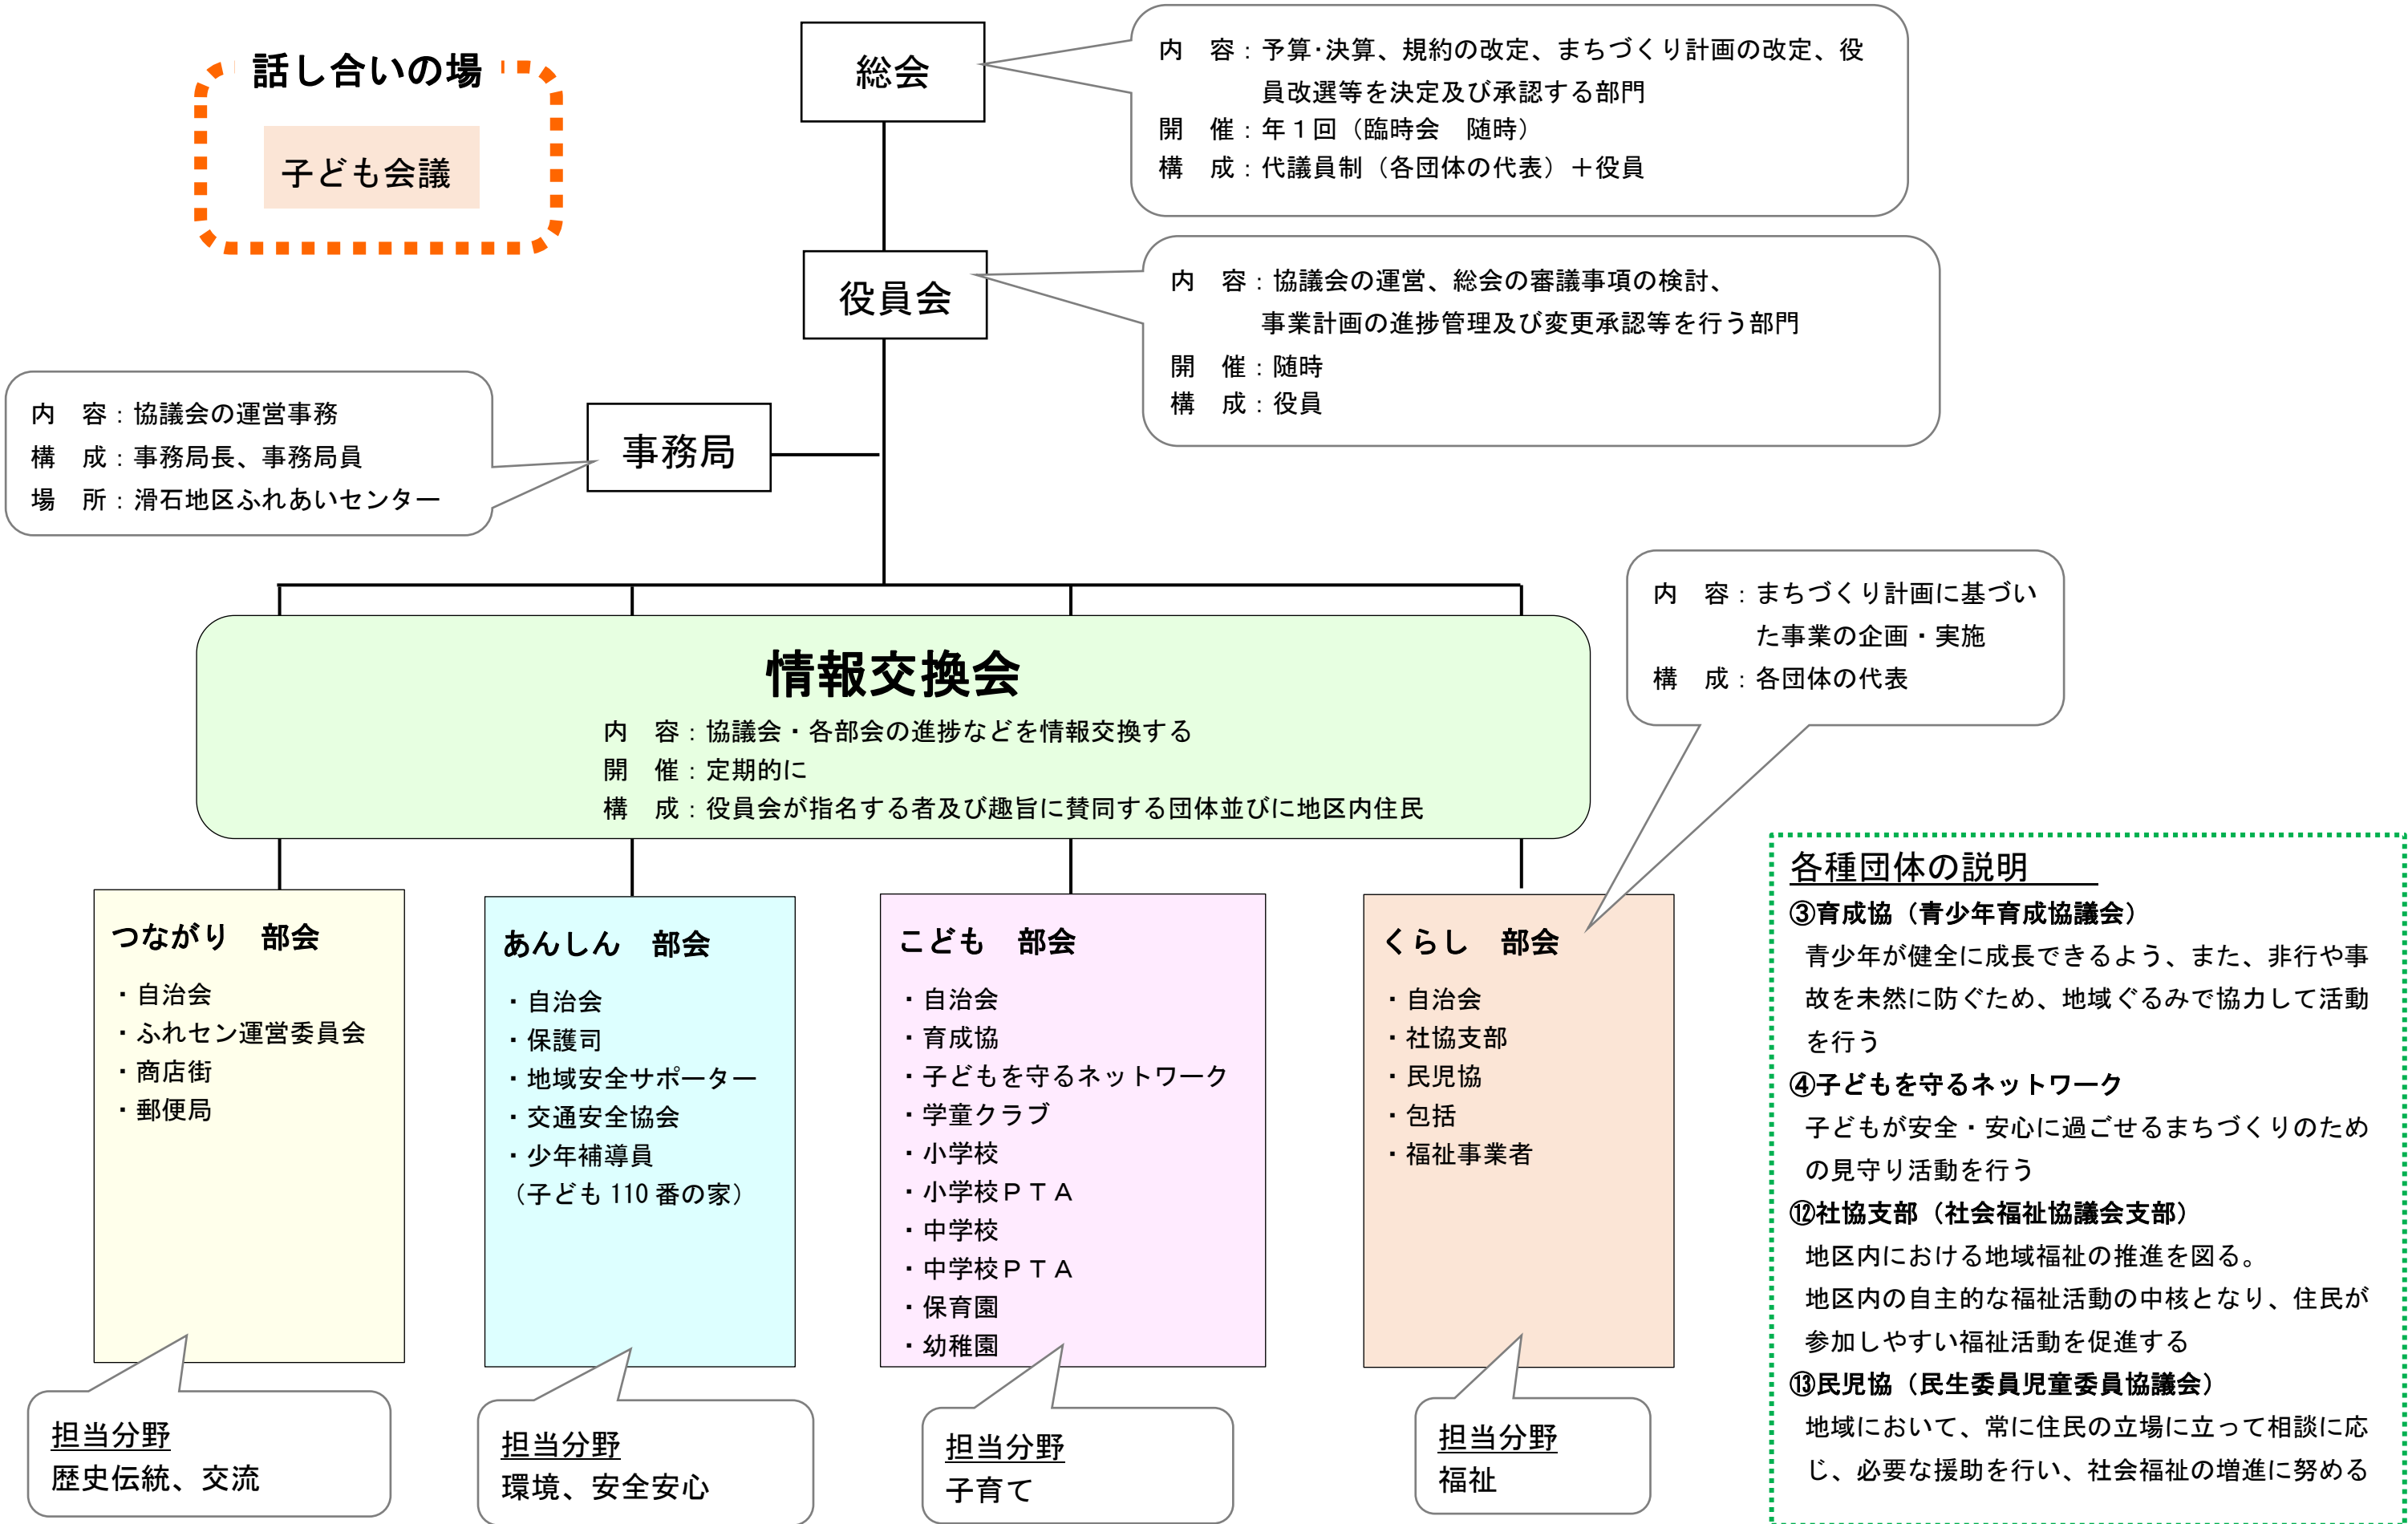 話し合いの場
子ども会議
総会
内　容：予算･決算、規約の改定、まちづくり計画の改定、役
員改選等を決定及び承認する部門
開　催：年１回（臨時会　随時）
構　成：代議員制（各団体の代表）＋役員
役員会
内　容：協議会の運営、総会の審議事項の検討、
事業計画の進捗管理及び変更承認等を行う部門
開　催：随時
構　成：役員
内　容：協議会の運営事務
構　成：事務局長、事務局員
場　所：滑石地区ふれあいセンター
事務局
内　容：まちづくり計画に基づい
た事業の企画・実施
構　成：各団体の代表
情報交換会
内　容：協議会・各部会の進捗などを情報交換する
開　催：定期的に
構　成：役員会が指名する者及び趣旨に賛同する団体並びに地区内住民
つながり　部会
・自治会
・ふれセン運営委員会
・商店街
・郵便局
担当分野
歴史伝統、交流
あんしん　部会
・自治会
・保護司
・地域安全サポーター
・交通安全協会
・少年補導員
（子ども110番の家）
担当分野
環境、安全安心
こども　部会
・自治会
・育成協
・子どもを守るネットワーク
・学童クラブ
・小学校
・小学校ＰＴＡ
・中学校
・中学校ＰＴＡ
・保育園
・幼稚園
担当分野
子育て
くらし　部会
・自治会
・社協支部
・民児協
・包括
・福祉事業者
担当分野
福祉
各種団体の説明
③育成協（青少年育成協議会）
青少年が健全に成長できるよう、また、非行や事
故を未然に防ぐため、地域ぐるみで協力して活動
を行う
④子どもを守るネットワーク
子どもが安全・安心に過ごせるまちづくりのため
の見守り活動を行う
⑫社協支部（社会福祉協議会支部）
地区内における地域福祉の推進を図る。
地区内の自主的な福祉活動の中核となり、住民が
参加しやすい福祉活動を促進する
⑬民児協（民生委員児童委員協議会）
地域において、常に住民の立場に立って相談に応
じ、必要な援助を行い、社会福祉の増進に努める